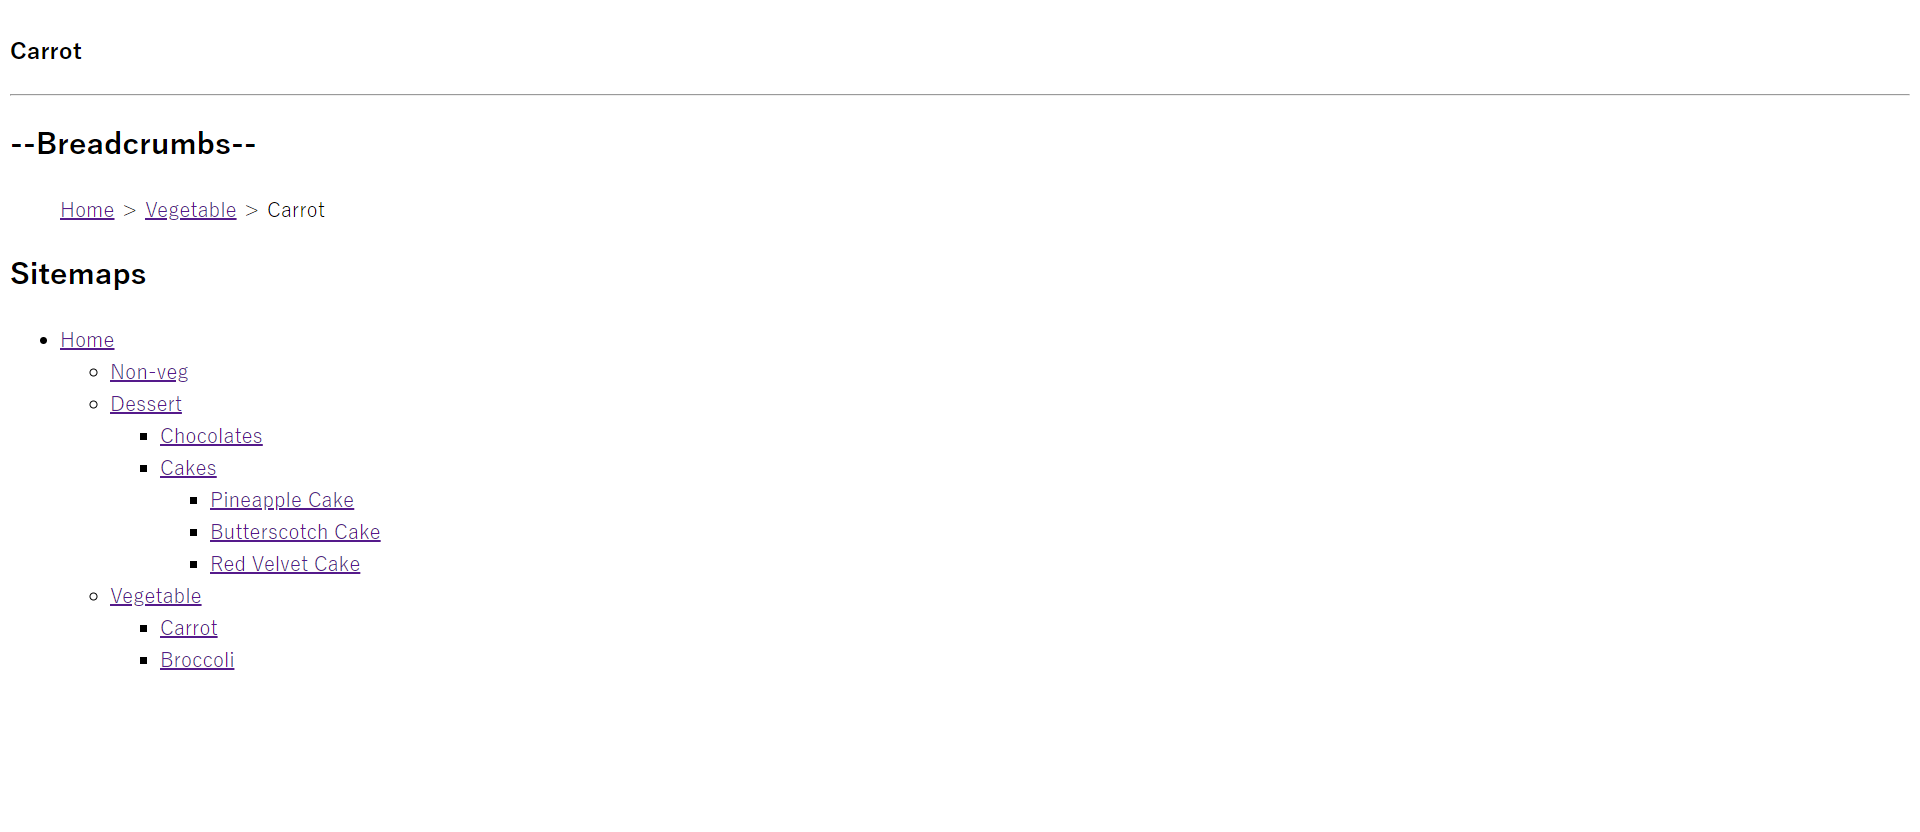 Carrot
--Breadcrumbs--
Home > Vegetable > Carrot
Sitemaps
Home
Non-veg
Dessert
Chocolates
Cakes
Pineapple Cake
Butterscotch Cake
Red Velvet Cake
Vegetable
Carrot
Broccoli